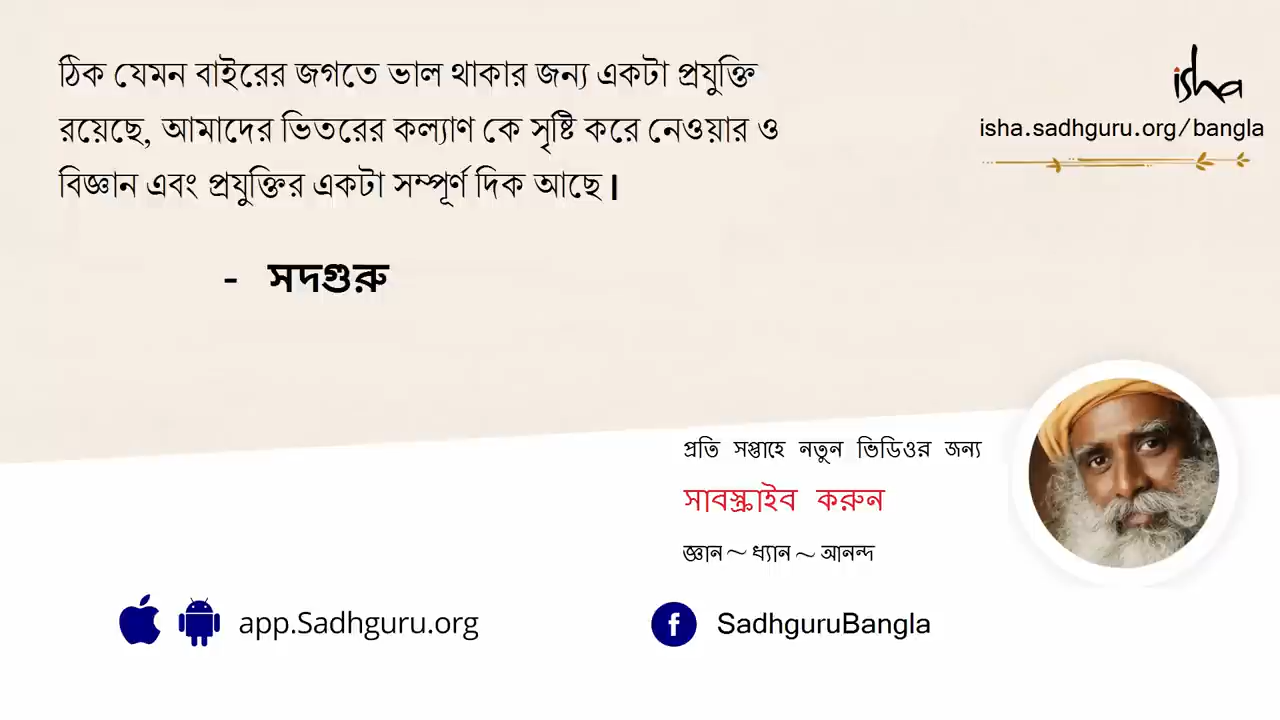 ঠিক যেমন বাইরের জগতে ভাল থাকার জন্য একটা প্রযুক্তি
রয়েছে, আমাদের ভিতরের কল্যাণ কে সৃষ্টি করে নেওয়ার ও
বিজ্ঞান এবং প্রযুক্তির একটা সম্পূর্ণ দিক আছে।
- সদগুরু
isha
isha.sadhguru.org/bangla
প্রতি সপ্তাহে নতুন ভিডিওর জন্য
সাবস্ক্রাইব করুন
জ্ঞান ~ ধ্যান ~ আনন্দ
app.Sadhguru.org
f SadhguruBangla